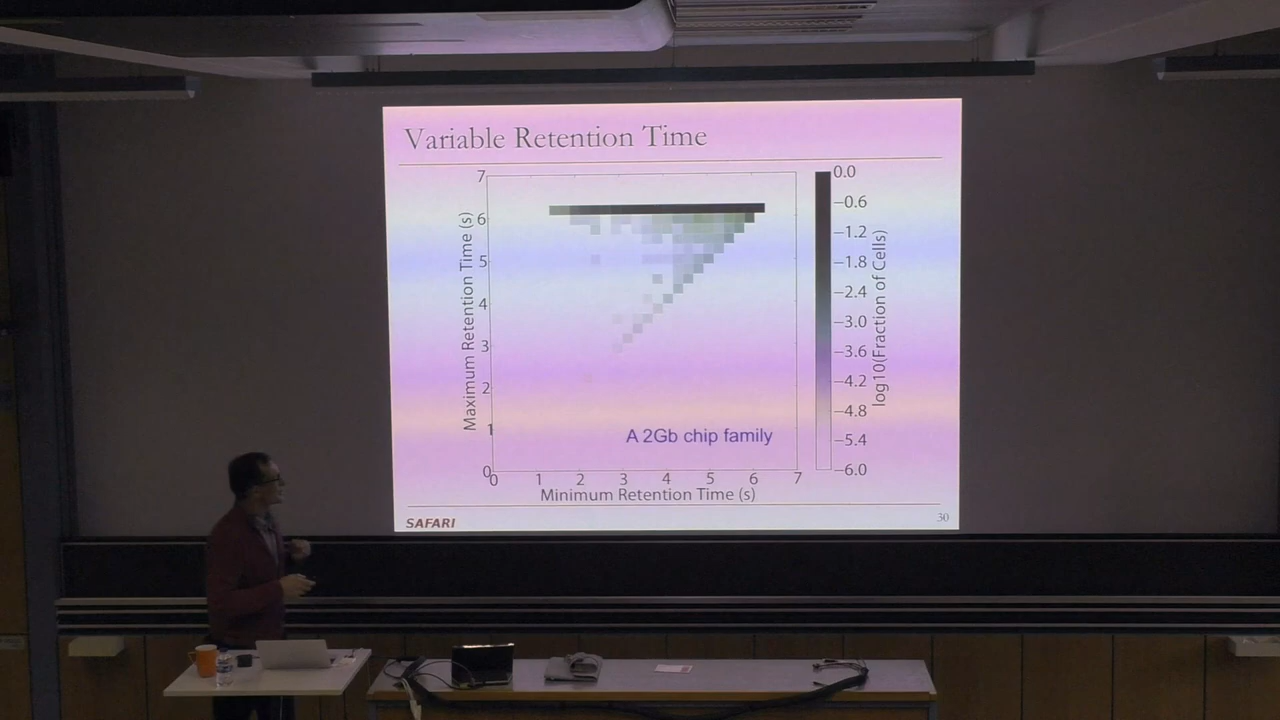 Variable Retention Time
7
6
5
4
3
2
1
0
Maximum Retention Time (s)
0 1 2 3 4 5 6 7
Minimum Retention Time (s)
A 2Gb chip family
0.0
−0.6
−1.2
−1.8
−2.4
−3.0
−3.6
−4.2
−4.8
−5.4
−6.0
log10(Fraction of Cells)
SAFARI
30